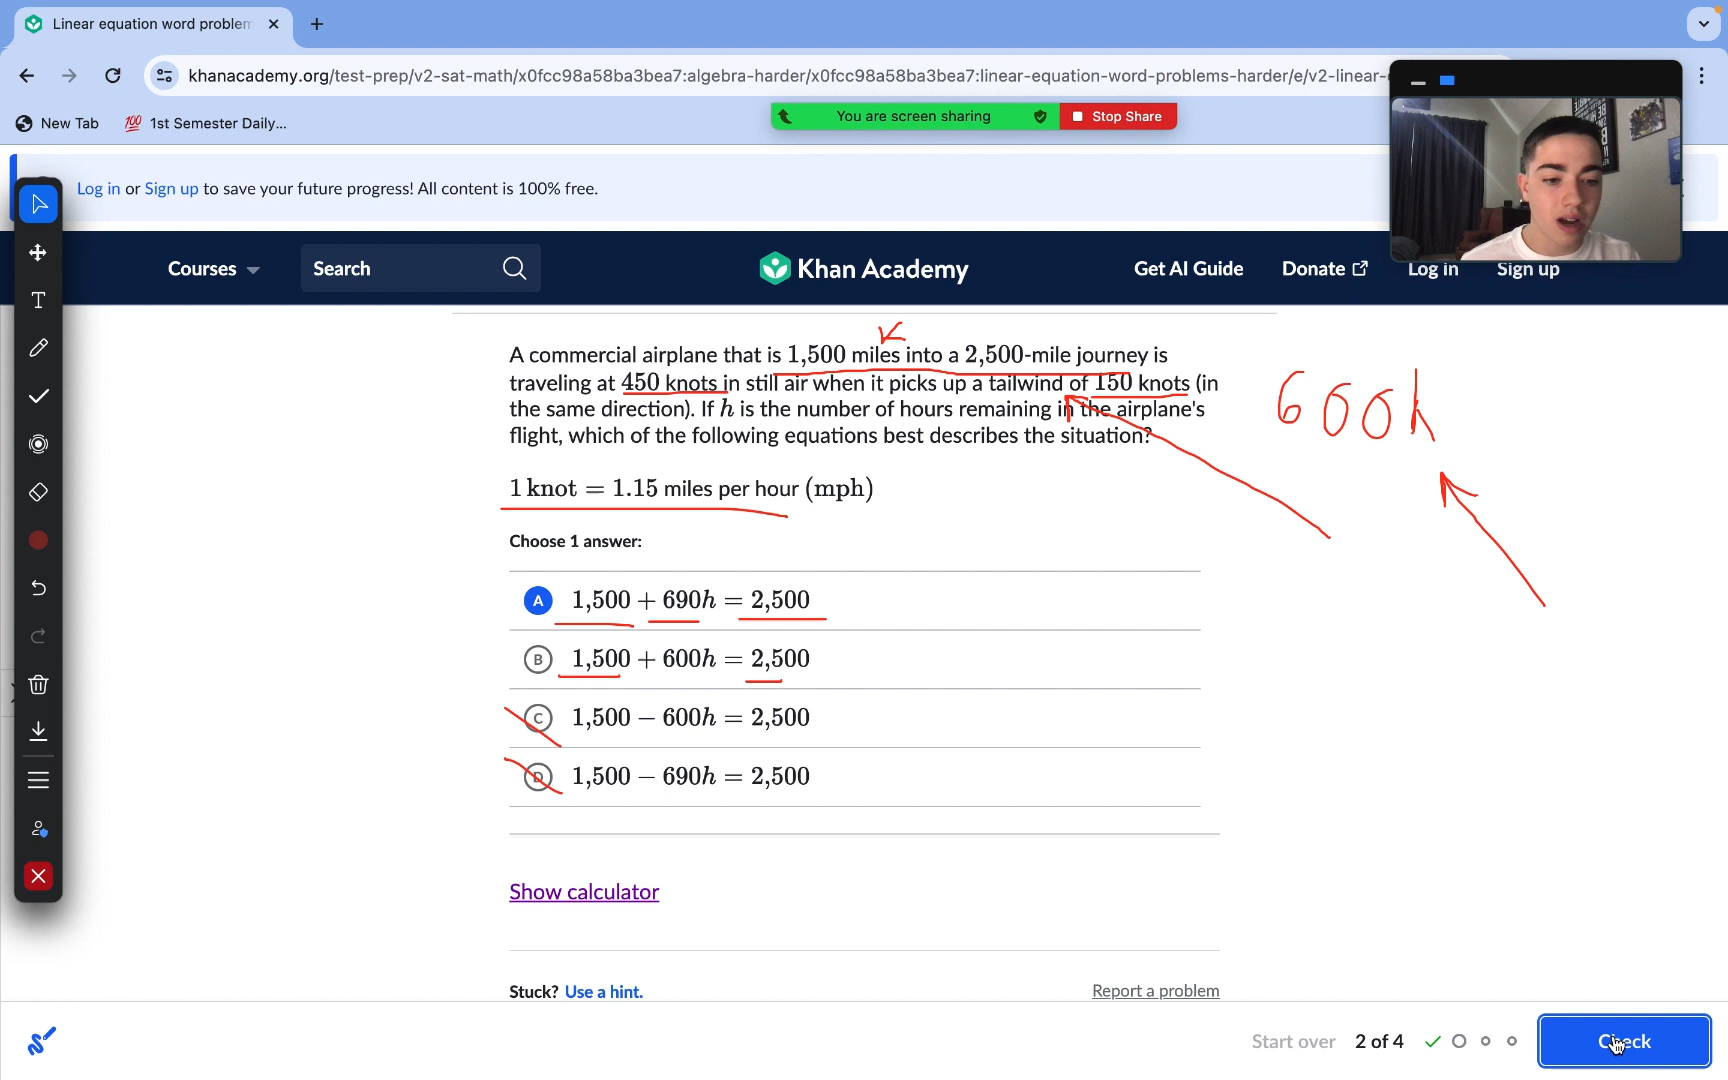 Linear equation word problem
khanacademy.org/test-prep/v2-sat-math/x0fcc98a58ba3bea7:algebra-harder/x0fcc98a58ba3bea7:linear-equation-word-problems-harder/e/v2-linear-
New Tab
100 1st Semester Daily...
You are screen sharing
Stop Share
Log in or Sign up to save your future progress! All content is 100% free.
Courses
Search
Khan Academy
Get AI Guide
Donate
Log in
Sign up
A commercial airplane that is 1,500 miles into a 2,500-mile journey is
traveling at 450 knots in still air when it picks up a tailwind of 150 knots (in
the same direction). If h is the number of hours remaining in the airplane's
flight, which of the following equations best describes the situation?
600k
1 knot = 1.15 miles per hour (mph)
Choose 1 answer:
A 1,500 + 690h = 2,500
B 1,500 + 600h = 2,500
C 1,500 − 600h = 2,500
D 1,500 − 690h = 2,500
Show calculator
Stuck? Use a hint.
Report a problem
Start over
2 of 4
Check